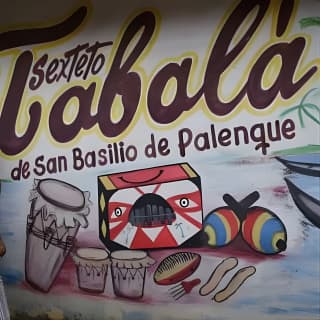 Sexteto
Tabalá
de San Basilio de Palenque